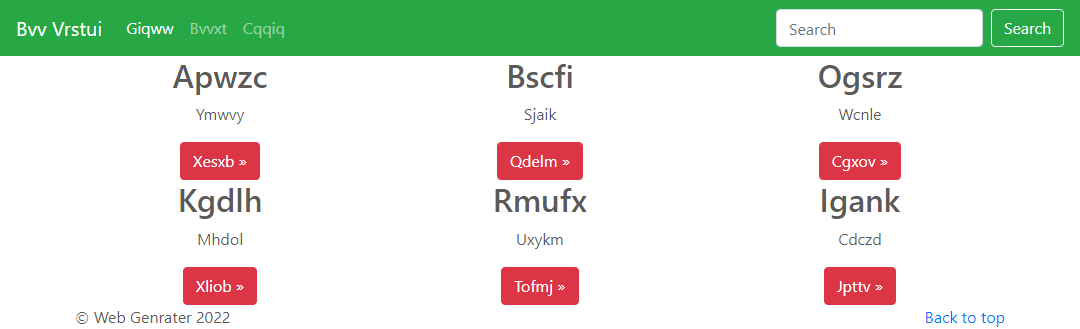 Bvv Vrstui Giqww Bvvxt Cqqiq Search Search
Apwzc Bscfi Ogsrz
Ymwvy Sjaik Wcnle
Xesxb » Qdelm » Cgxov »
Kgdlh Rmufx Igank
Mhdol Uxykm Cdczd
Xliob » Tofmj » Jpttv »
© Web Genrater 2022 Back to top